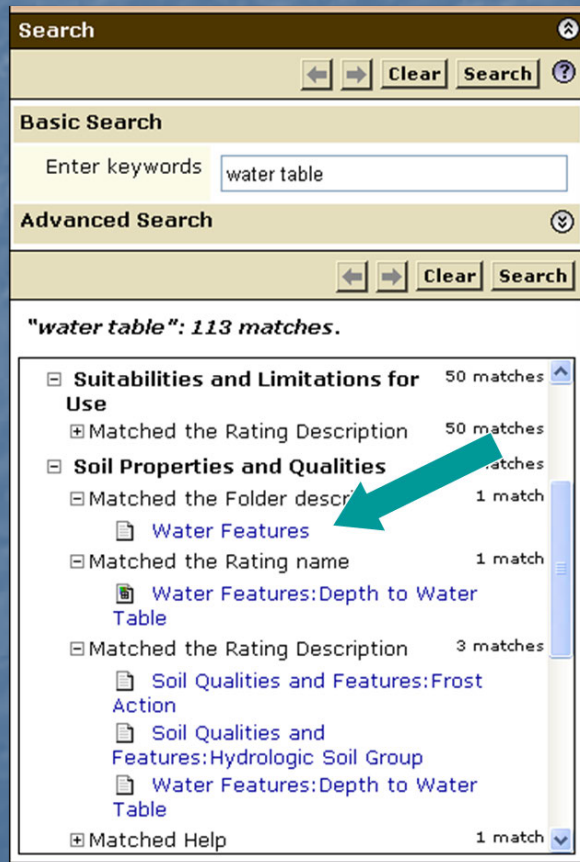 Search
Clear Search ?
Basic Search
Enter keywords water table
Advanced Search
Clear Search
"water table": 113 matches.
Suitabilities and Limitations for 50 matches
Use
Matched the Rating Description 50 matches
Soil Properties and Qualities
Matched the Folder 1 match
Water Features
Matched the Rating name 1 match
Water Features:Depth to Water
Table
Matched the Rating Description 3 matches
Soil Qualities and Features:Frost
Action
Soil Qualities and
Features:Hydrologic Soil Group
Water Features:Depth to Water
Table
Matched Help 1 match